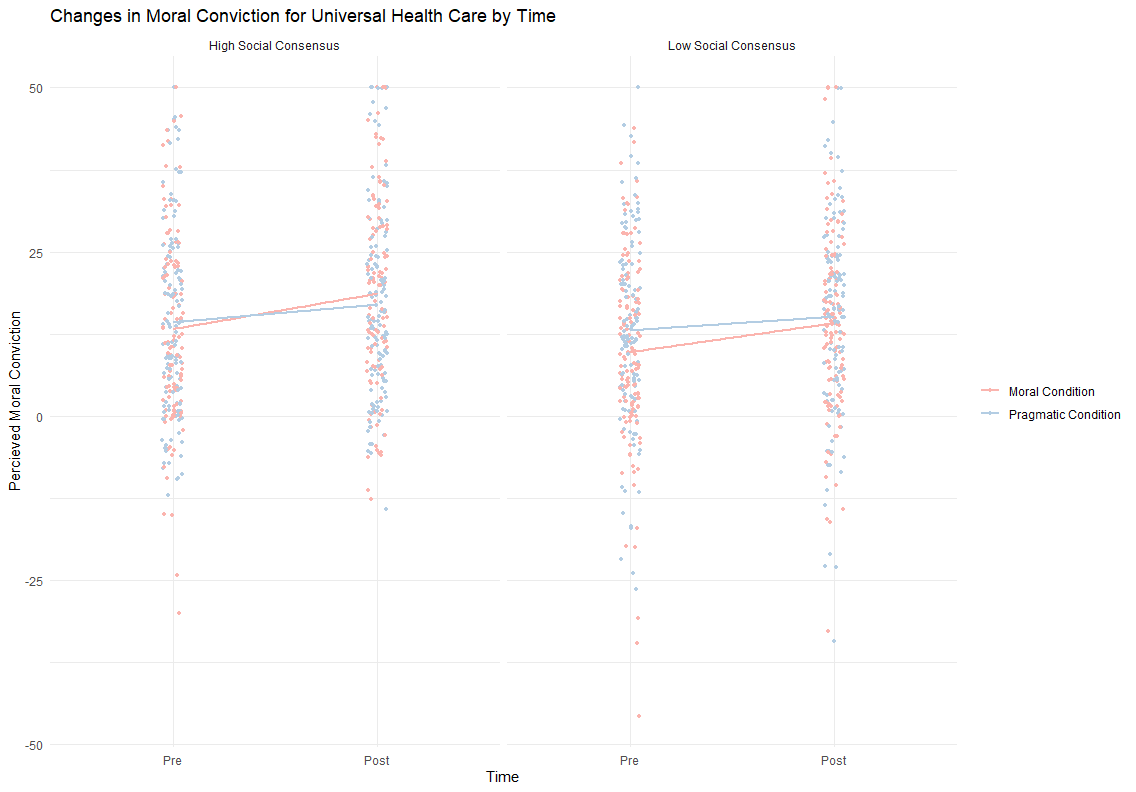 Changes in Moral Conviction for Universal Health Care by Time
High Social Consensus
Low Social Consensus
Percieved Moral Conviction
50
25
0
-25
-50
Pre
Post
Pre
Post
Time
Moral Condition
Pragmatic Condition